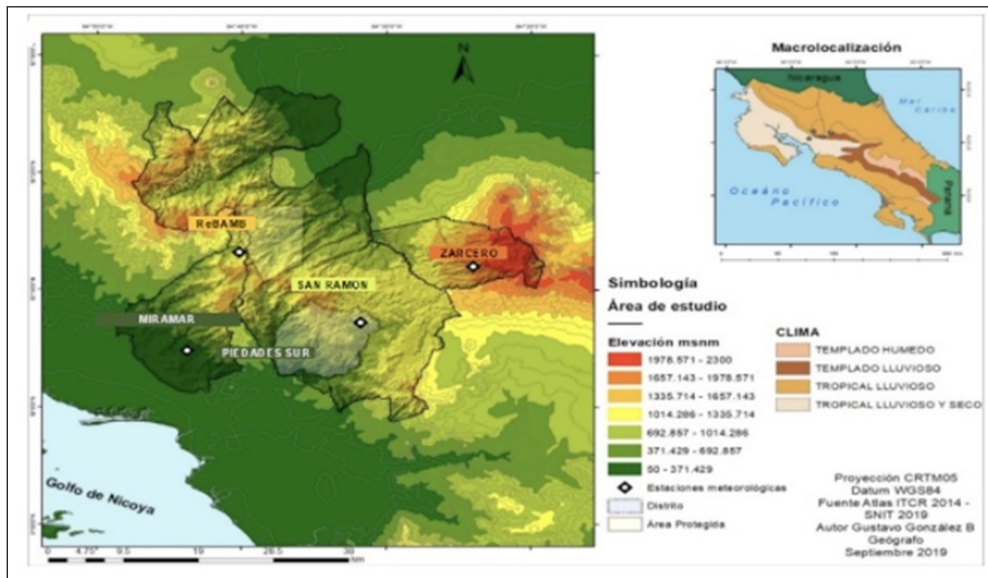 N
ReBAMB
ZARCERO
SAN RAMON
MIRAMAR
PIEDADES SUR
Golfo de Nicoya
0 4.75 9.5 19 30
km
Macrolocalización
Nicaragua
Mar Caribe
Océano Pacífico
Panamá
Simbología
Área de estudio
Elevación msnm
1978.571 - 2300
1657.143 - 1978.571
1335.714 - 1657.143
1014.286 - 1335.714
692.857 - 1014.286
371.429 - 692.857
50 - 371.429
Estaciones meteorológicas
Distrito
Área Protegida
CLIMA
TEMPLADO HUMEDO
TEMPLADO LLUVIOSO
TROPICAL LLUVIOSO
TROPICAL LLUVIOSO Y SECO
Proyección CRTM05
Datum WGS84
Fuente Atlas ITCR 2014 -
SNIT 2019
Autor Gustavo González B
Geógrafo
Septiembre 2019